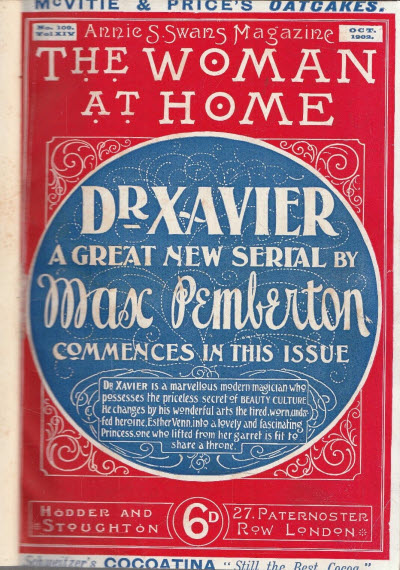 McVITIE & PRICE'S OATCAKES.
No. 109.
Vol XIV
Annie S. Swan's Magazine
OCT.
1902.
THE WOMAN
AT HOME
DR XAVIER
A GREAT NEW SERIAL BY
Max Pemberton
COMMENCES IN THIS ISSUE
DR XAVIER is a marvellous modern magician who
possesses the priceless secret of BEAUTY CULTURE
He changes by his wonderful arts the tired, worn, under
fed heroine, Esther Venn, into a lovely and fascinating
Princess, one who lifted from her garret is fit to
share a throne.
HODDER AND
STOUGHTON
6D
27. PATERNOSTER
ROW LONDON
Schweitzer's COCOATINA "Still the Best Cocoa"